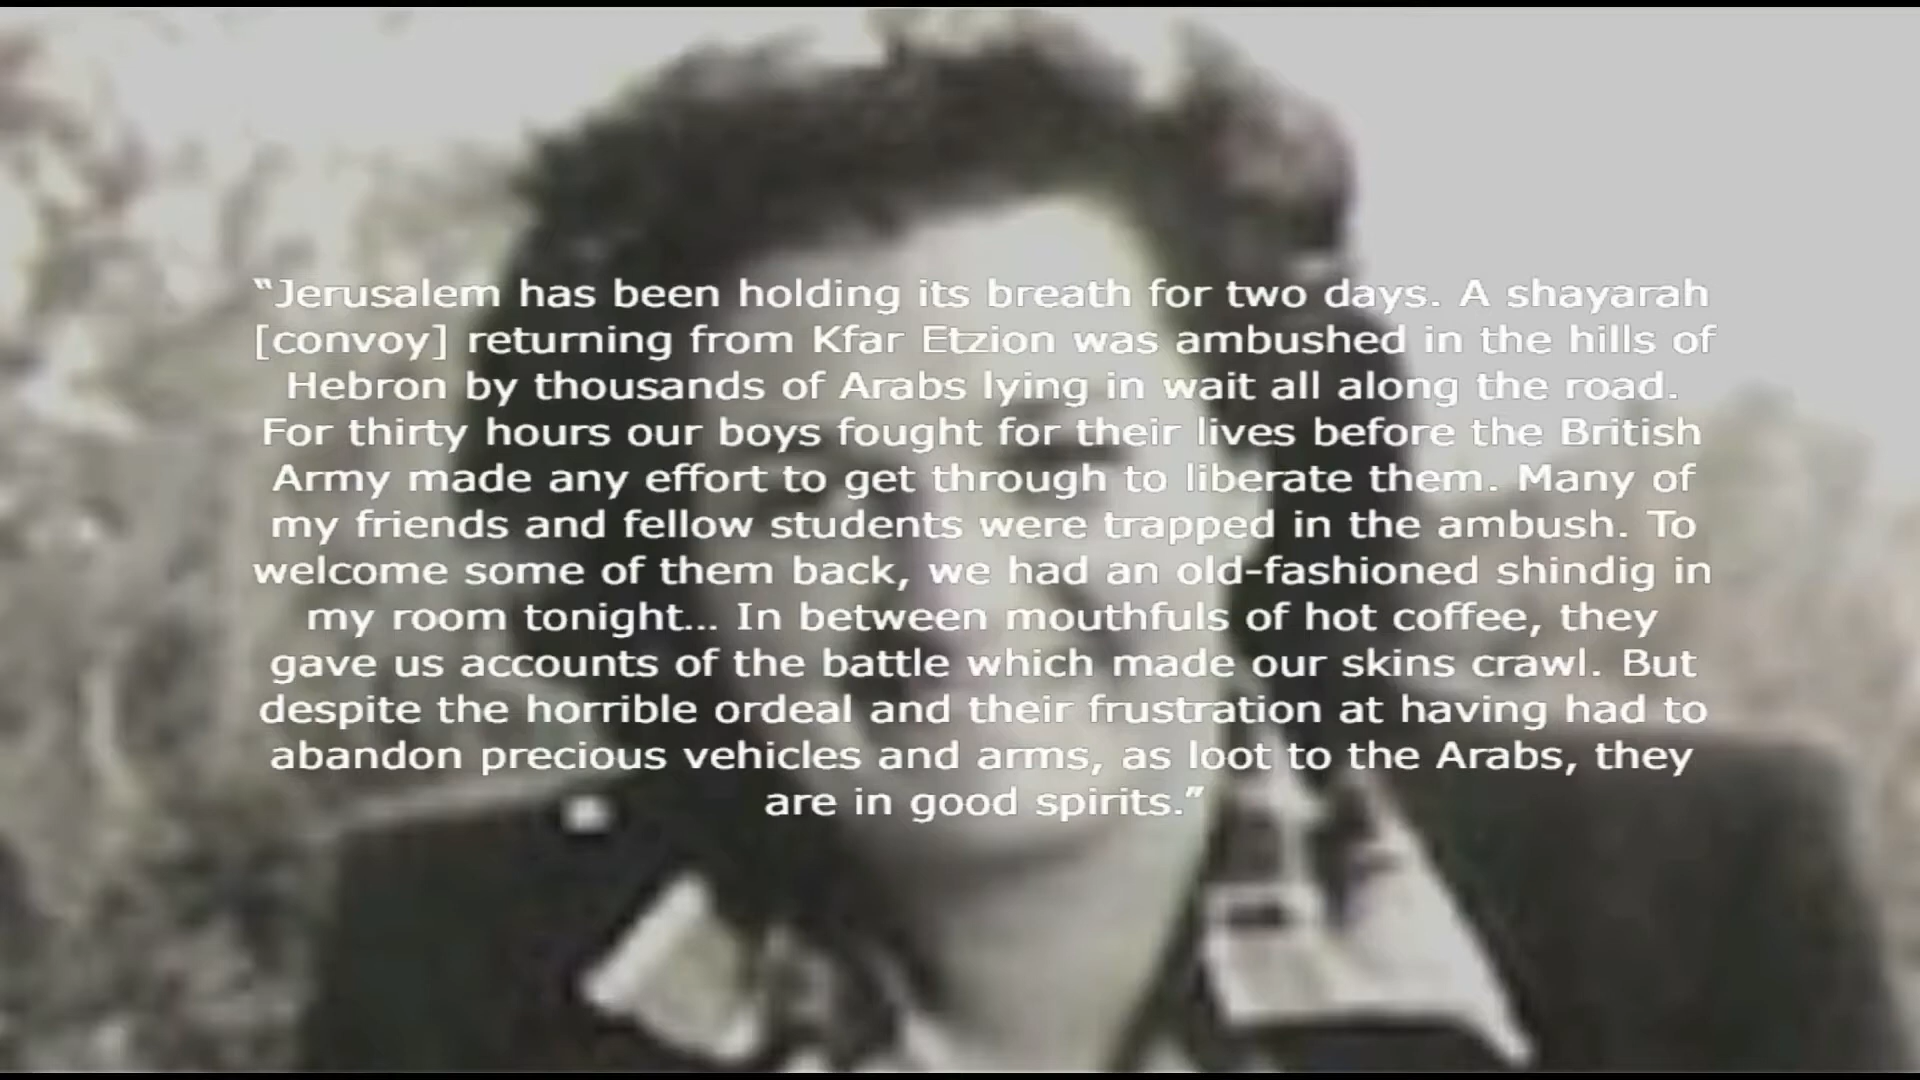 “Jerusalem has been holding its breath for two days. A shayarah
[convoy] returning from Kfar Etzion was ambushed in the hills of
Hebron by thousands of Arabs lying in wait all along the road.
For thirty hours our boys fought for their lives before the British
Army made any effort to get through to liberate them. Many of
my friends and fellow students were trapped in the ambush. To
welcome some of them back, we had an old-fashioned shindig in
my room tonight... In between mouthfuls of hot coffee, they
gave us accounts of the battle which made our skins crawl. But
despite the horrible ordeal and their frustration at having had to
abandon precious vehicles and arms, as loot to the Arabs, they
are in good spirits.”